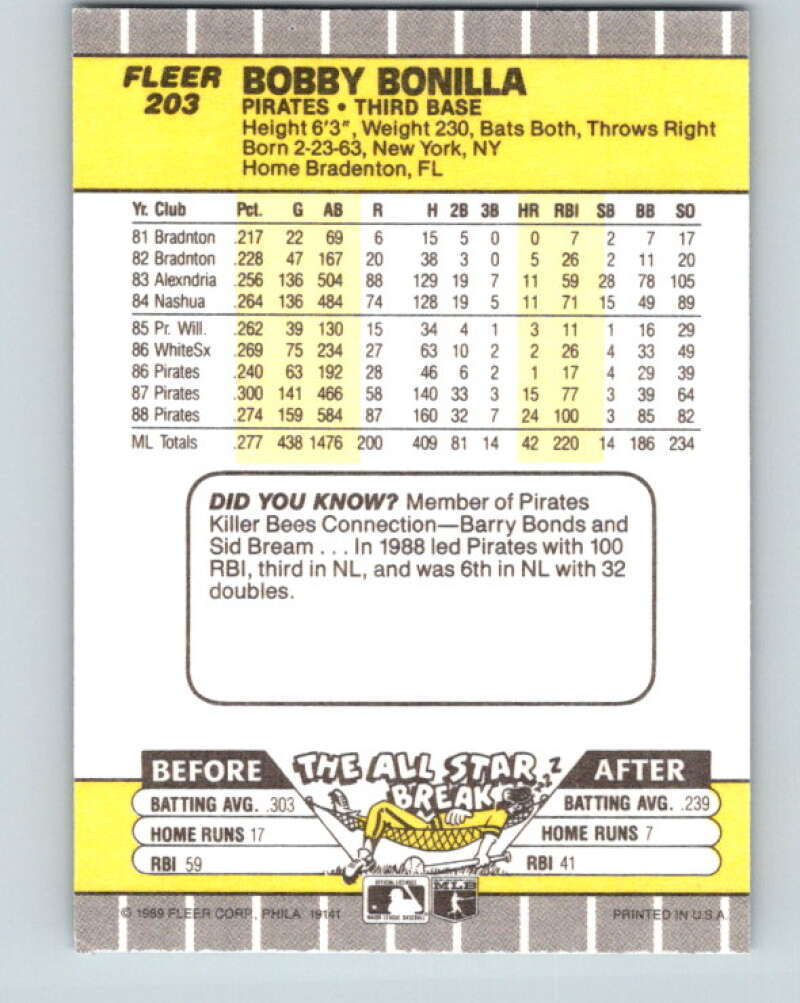 FLEER BOBBY BONILLA
203 PIRATES • THIRD BASE
Height 6'3", Weight 230, Bats Both, Throws Right
Born 2-23-63, New York, NY
Home Bradenton, FL
Yr. Club Pct. G AB R H 2B 3B HR RBI SB BB SO
81 Bradnton .217 22 69 6 15 5 0 0 7 2 7 17
82 Bradnton .228 47 167 20 38 3 0 5 26 2 11 20
83 Alexndria .256 136 504 88 129 19 7 11 59 28 78 105
84 Nashua .264 136 484 74 128 19 5 11 71 15 49 89
85 Pr. Will. .262 39 130 15 34 4 1 3 11 1 16 29
86 WhiteSx .269 75 234 27 63 10 2 2 26 4 33 49
86 Pirates .240 63 192 28 46 6 2 1 17 4 29 39
87 Pirates .300 141 466 58 140 33 3 15 77 3 39 64
88 Pirates .274 159 584 87 160 32 7 24 100 3 85 82
ML Totals .277 438 1476 200 409 81 14 42 220 14 186 234
DID YOU KNOW? Member of Pirates
Killer Bees Connection—Barry Bonds and
Sid Bream . . . In 1988 led Pirates with 100
RBI, third in NL, and was 6th in NL with 32
doubles.
BEFORE THE ALL STAR BREAK Z Z AFTER
BATTING AVG. .303
HOME RUNS 17
RBI 59
BATTING AVG. .239
HOME RUNS 7
RBI 41
© 1989 FLEER CORP., PHILA 19141
MLB
PRINTED IN U.S.A.